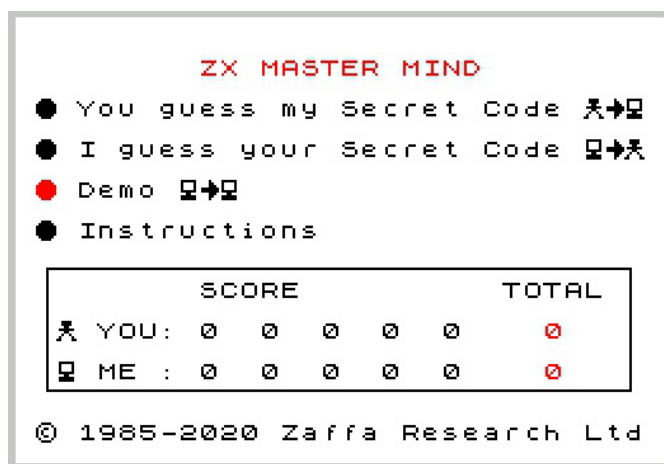 ZX MASTER MIND
You guess my Secret Code
I guess your Secret Code
Demo
Instructions
SCORE TOTAL
YOU: 0 0 0 0 0 0
ME : 0 0 0 0 0 0
© 1985-2020 Zaffa Research Ltd